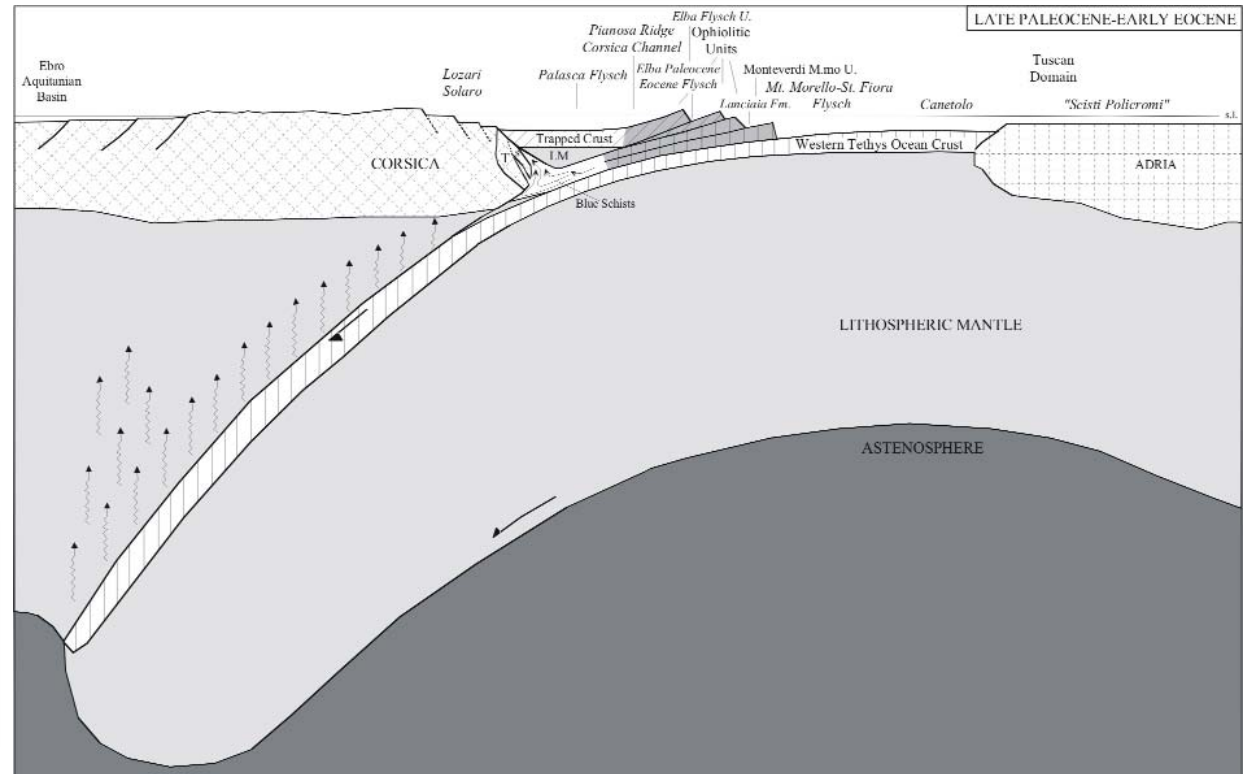 LATE PALEOCENE-EARLY EOCENE
Elba Flysch U.
Pianosa Ridge
Ophiolitic
Corsica Channel
Units
Ebro
Aquitanian
Basin
Lozari
Solaro
Palasca Flysch
Elba Paleocene
Eocene Flysch
Monteverdi M.mo U.
Mt. Morello-St. Fiora
Flysch
Lanciaia Fm.
Canetolo
Tuscan
Domain
"Scisti Policromi"
s.l.
Trapped Crust
LM
T
CORSICA
Western Tethys Ocean Crust
ADRIA
Blue Schists
LITHOSPHERIC MANTLE
ASTENOSPHERE